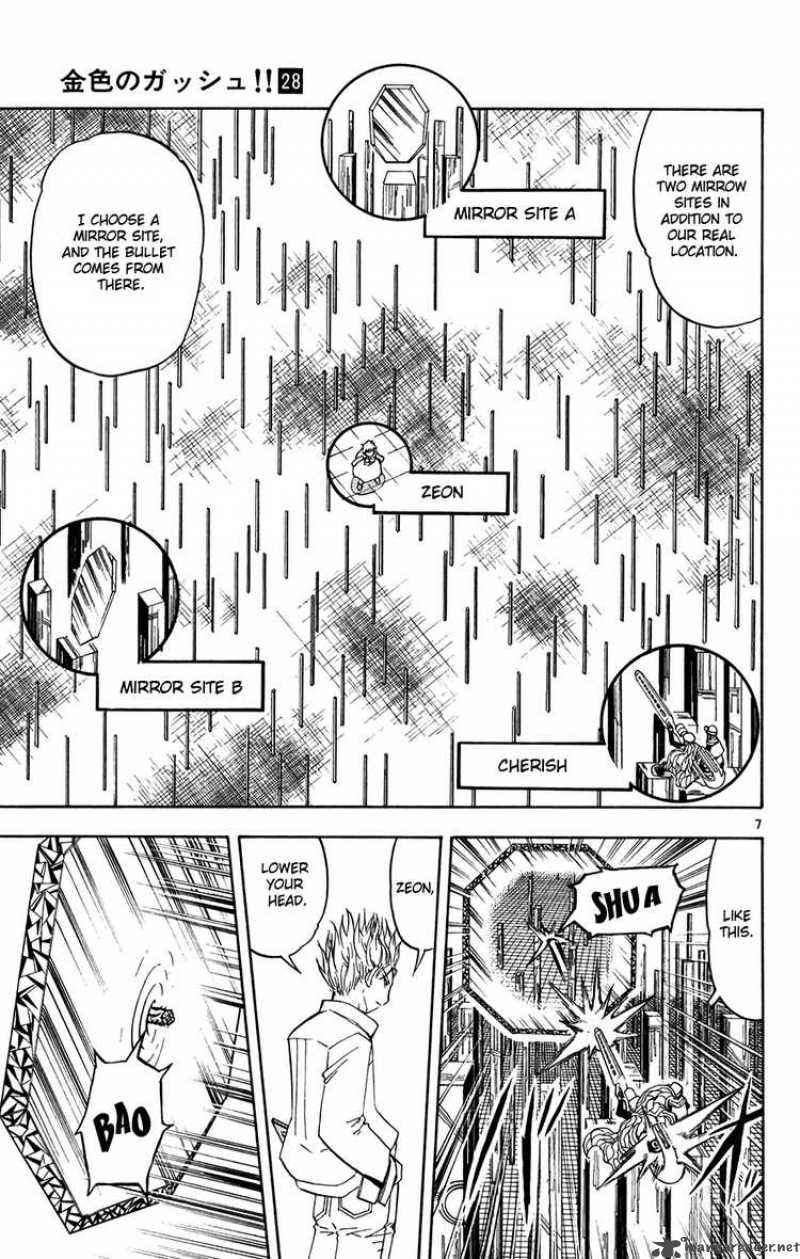 金色のガッシュ!! 28
THERE ARE
TWO MIRROW
SITES IN
ADDITION TO
OUR REAL
LOCATION.
MIRROR SITE A
I CHOOSE A
MIRROR SITE,
AND THE BULLET
COMES FROM
THERE.
ZEON
MIRROR SITE B
CHERISH
7
LIKE
THIS.
SHUA
ZEON,
LOWER
YOUR
HEAD.
BAO
mangareader.net